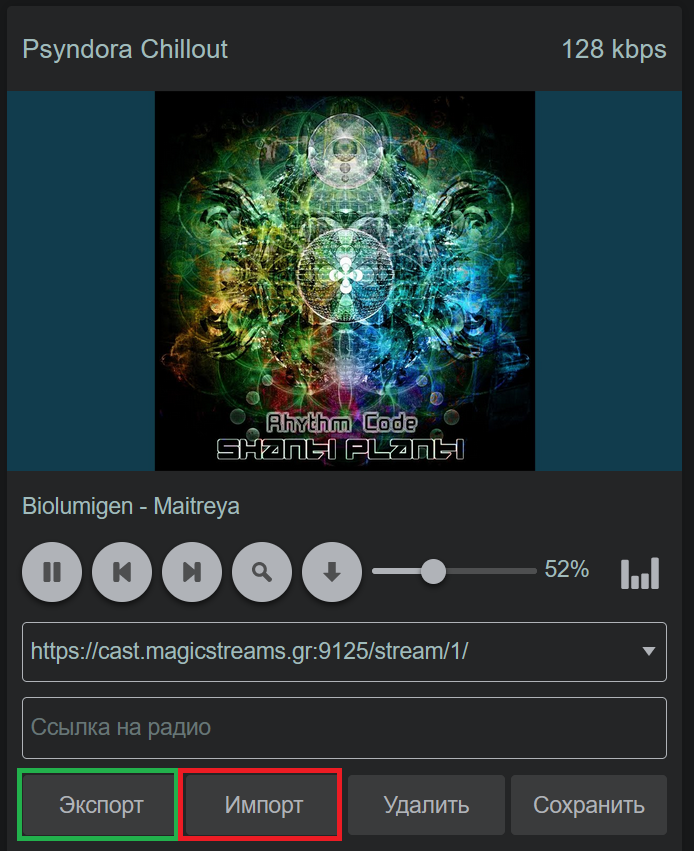 Psyndora Chillout
128 kbps
Rhythm Code
SHANTI PLANTI
Biolumigen - Maitreya
52%
https://cast.magicstreams.gr:9125/stream/1/
Ссылка на радио
Экспорт
Импорт
Удалить
Сохранить